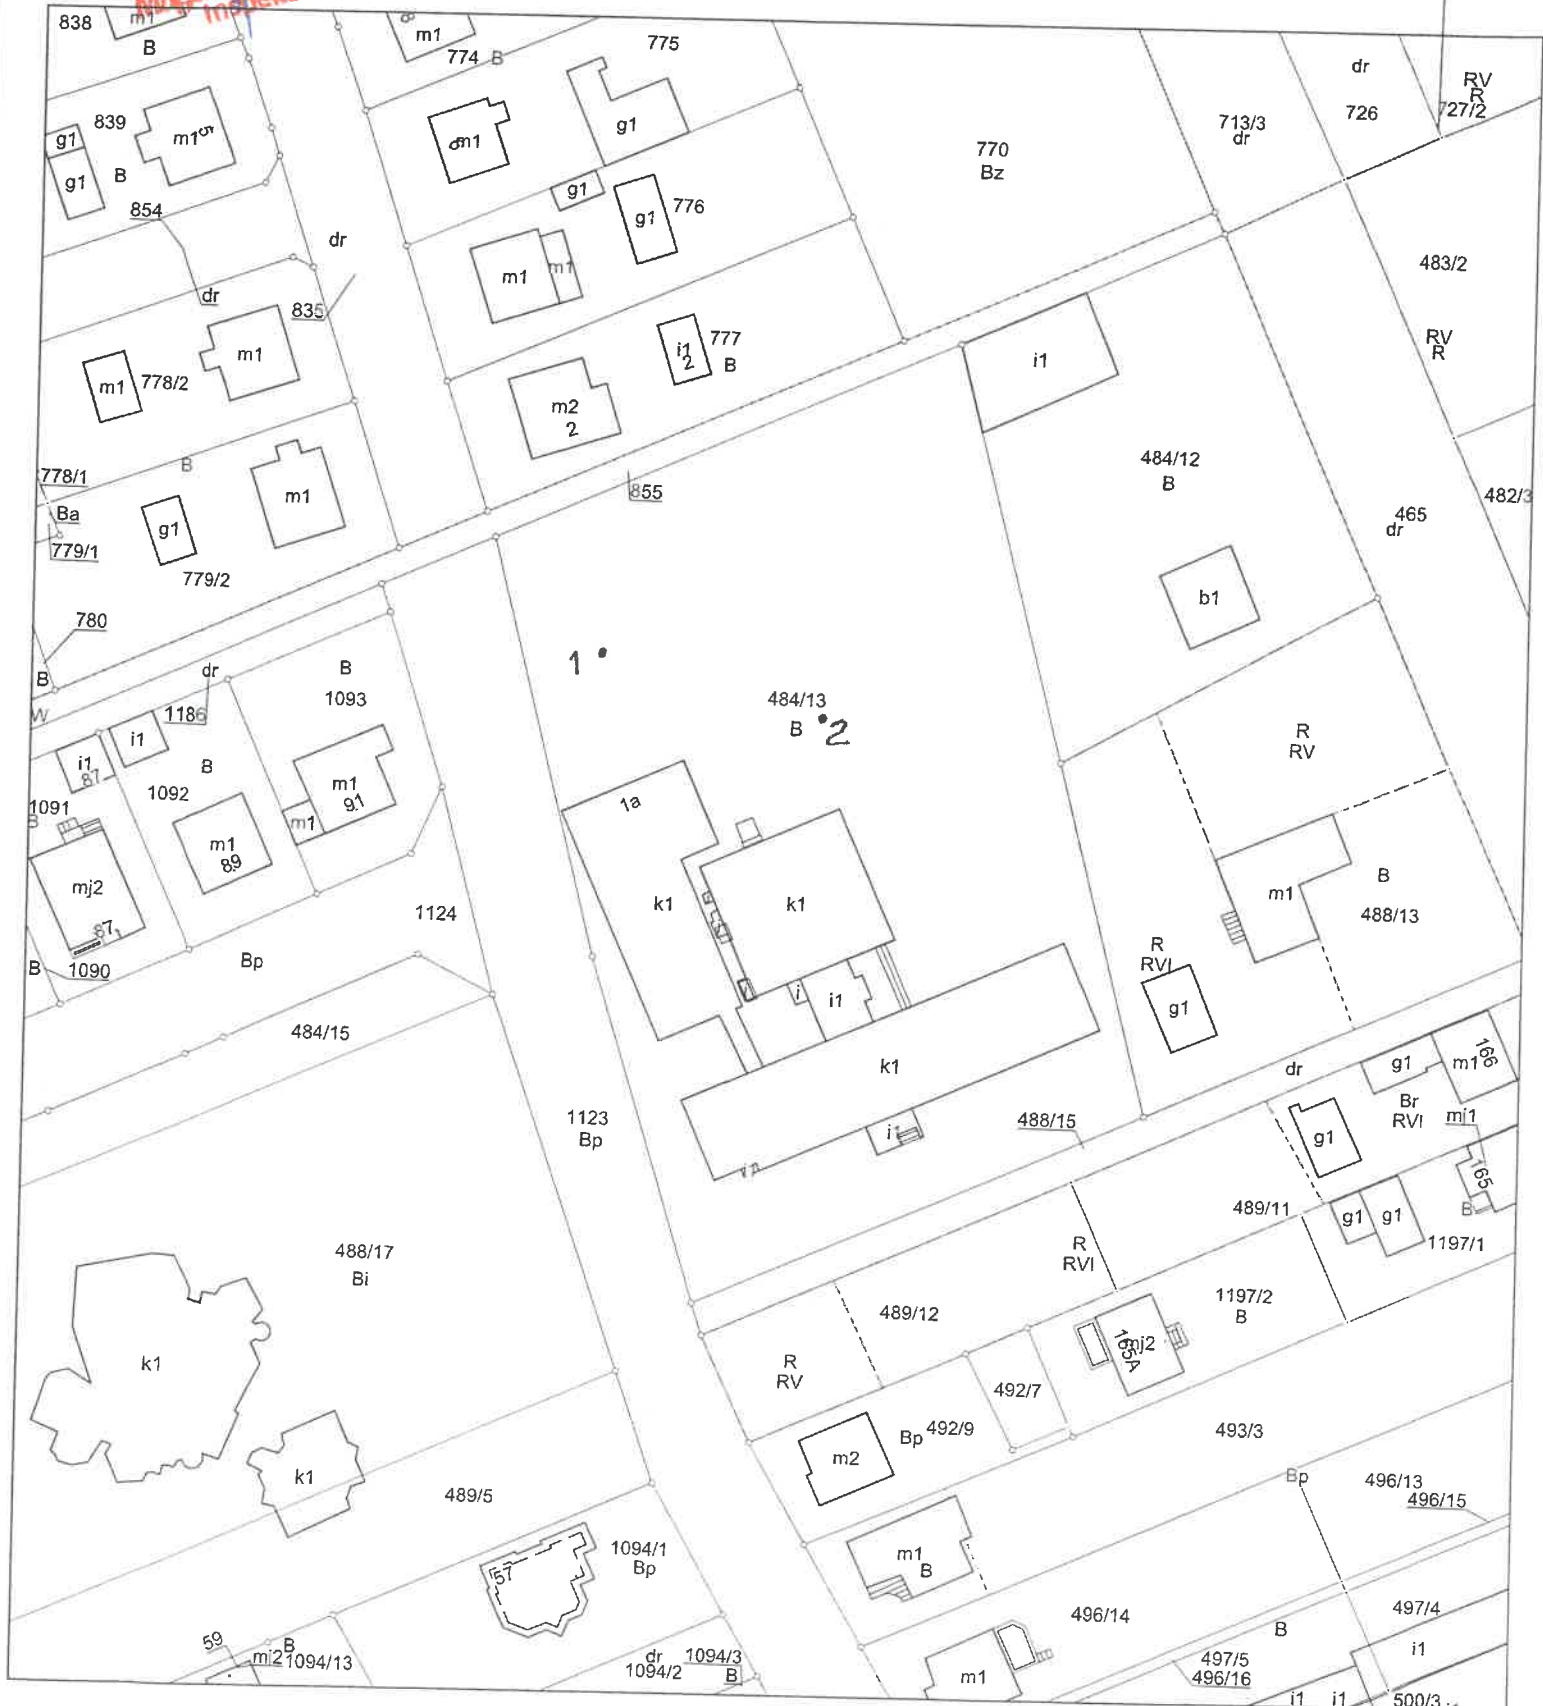 838
m1
B
839
g1
g1
B
m1
5
854
dr
dr
835
8
m1
774
B
775
m1
g1
g1
g1
776
m1
m1
i1
2
777
B
m2
2
770
Bz
713/3
dr
dr
726
RV
R
727/2
483/2
RV
R
482/3
465
dr
i1
484/12
B
b1
m1
778/2
m1
B
778/1
Ba
779/1
g1
779/2
m1
855
780
B
W
dr
1186
i1
87
i1
B
1092
B
1093
m1
91
m1
m1
89
1091
B
mj2
87
B
1090
Bp
1124
484/15
1 •
484/13
B
• 2
1a
k1
k1
i
i1
k1
i
R
RV
m1
B
488/13
R
RVI
g1
dr
488/15
g1
m1
166
Br
RVI
g1
mj1
165
B
g1
g1
489/11
1197/1
1123
Bp
488/17
Bi
k1
k1
489/5
R
RVI
1197/2
B
489/12
mj2
165A
R
RV
492/7
Bp
492/9
m2
493/3
Bp
496/13
496/15
57
1094/1
Bp
m1
B
496/14
497/4
59
B
mj2
1094/13
dr
1094/2
1094/3
B
m1
B
497/5
496/16
i1
i1
i1
500/3